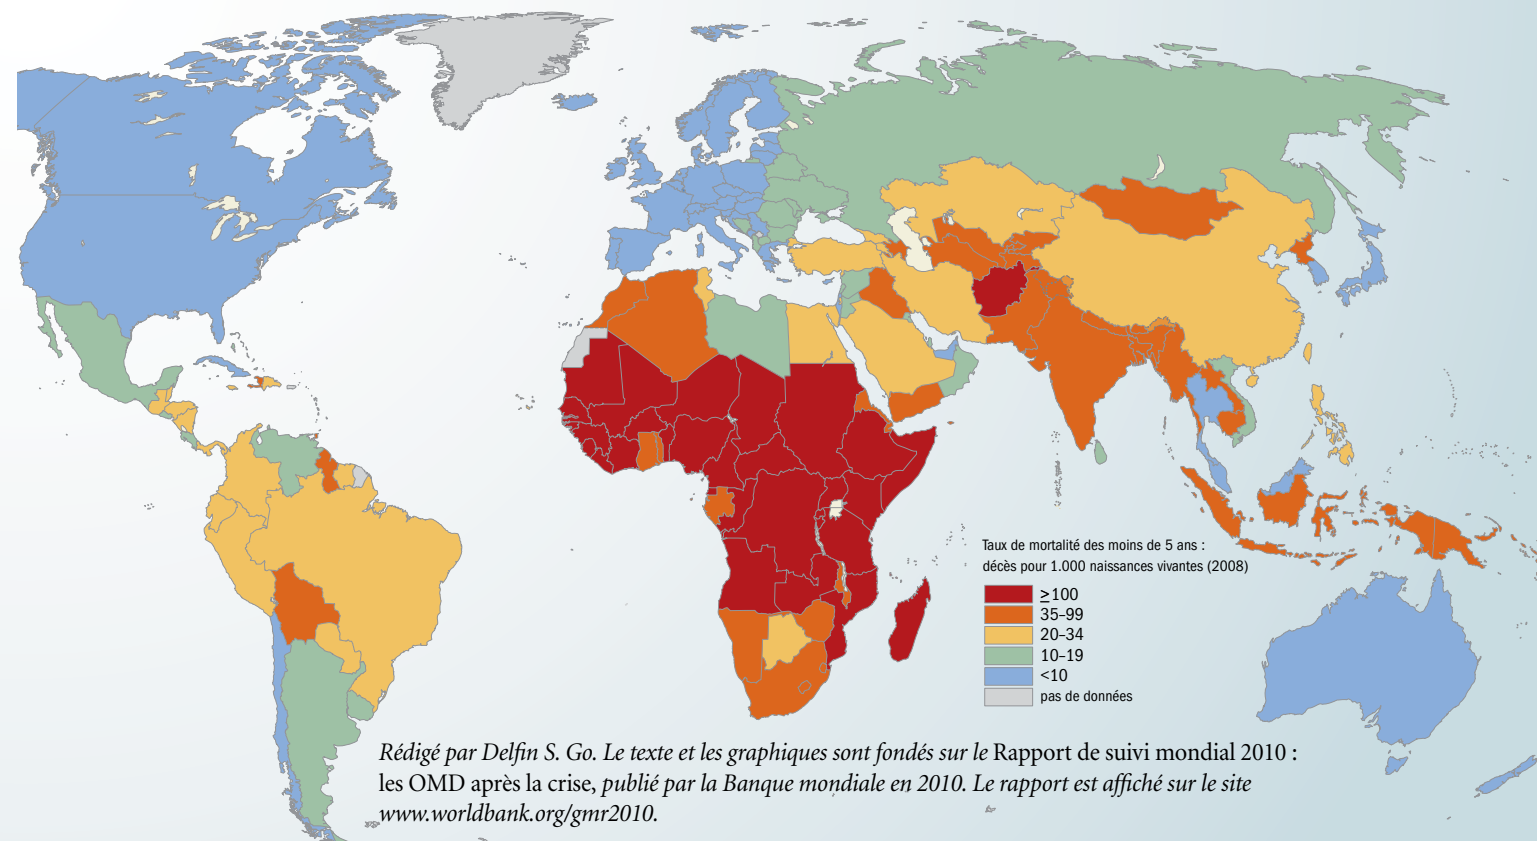 Taux de mortalité des moins de 5 ans :
décès pour 1.000 naissances vivantes (2008)
≥100
35–99
20–34
10–19
<10
pas de données
Rédigé par Delfin S. Go. Le texte et les graphiques sont fondés sur le Rapport de suivi mondial 2010 :
les OMD après la crise, publié par la Banque mondiale en 2010. Le rapport est affiché sur le site
www.worldbank.org/gmr2010.